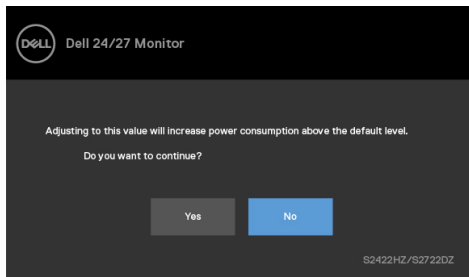 DELL Dell 24/27 Monitor
Adjusting to this value will increase power consumption above the default level.
Do you want to continue?
Yes No
S2422HZ/S2722DZ